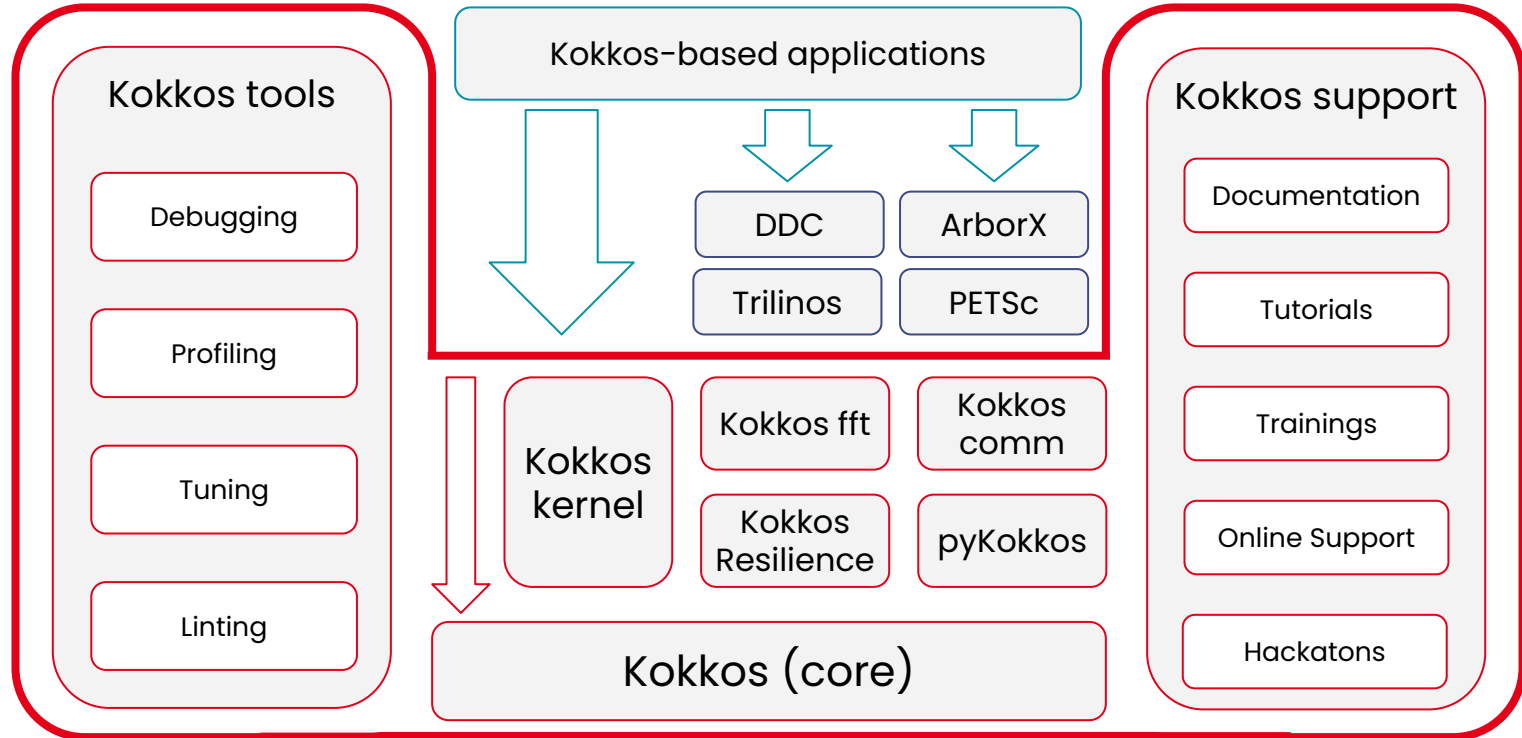 Kokkos-based applications
Kokkos tools
Debugging
Profiling
Tuning
Linting
DDC
ArborX
Trilinos
PETSc
Kokkos
kernel
Kokkos fft
Kokkos
comm
Kokkos
Resilience
pyKokkos
Kokkos (core)
Kokkos support
Documentation
Tutorials
Trainings
Online Support
Hackatons